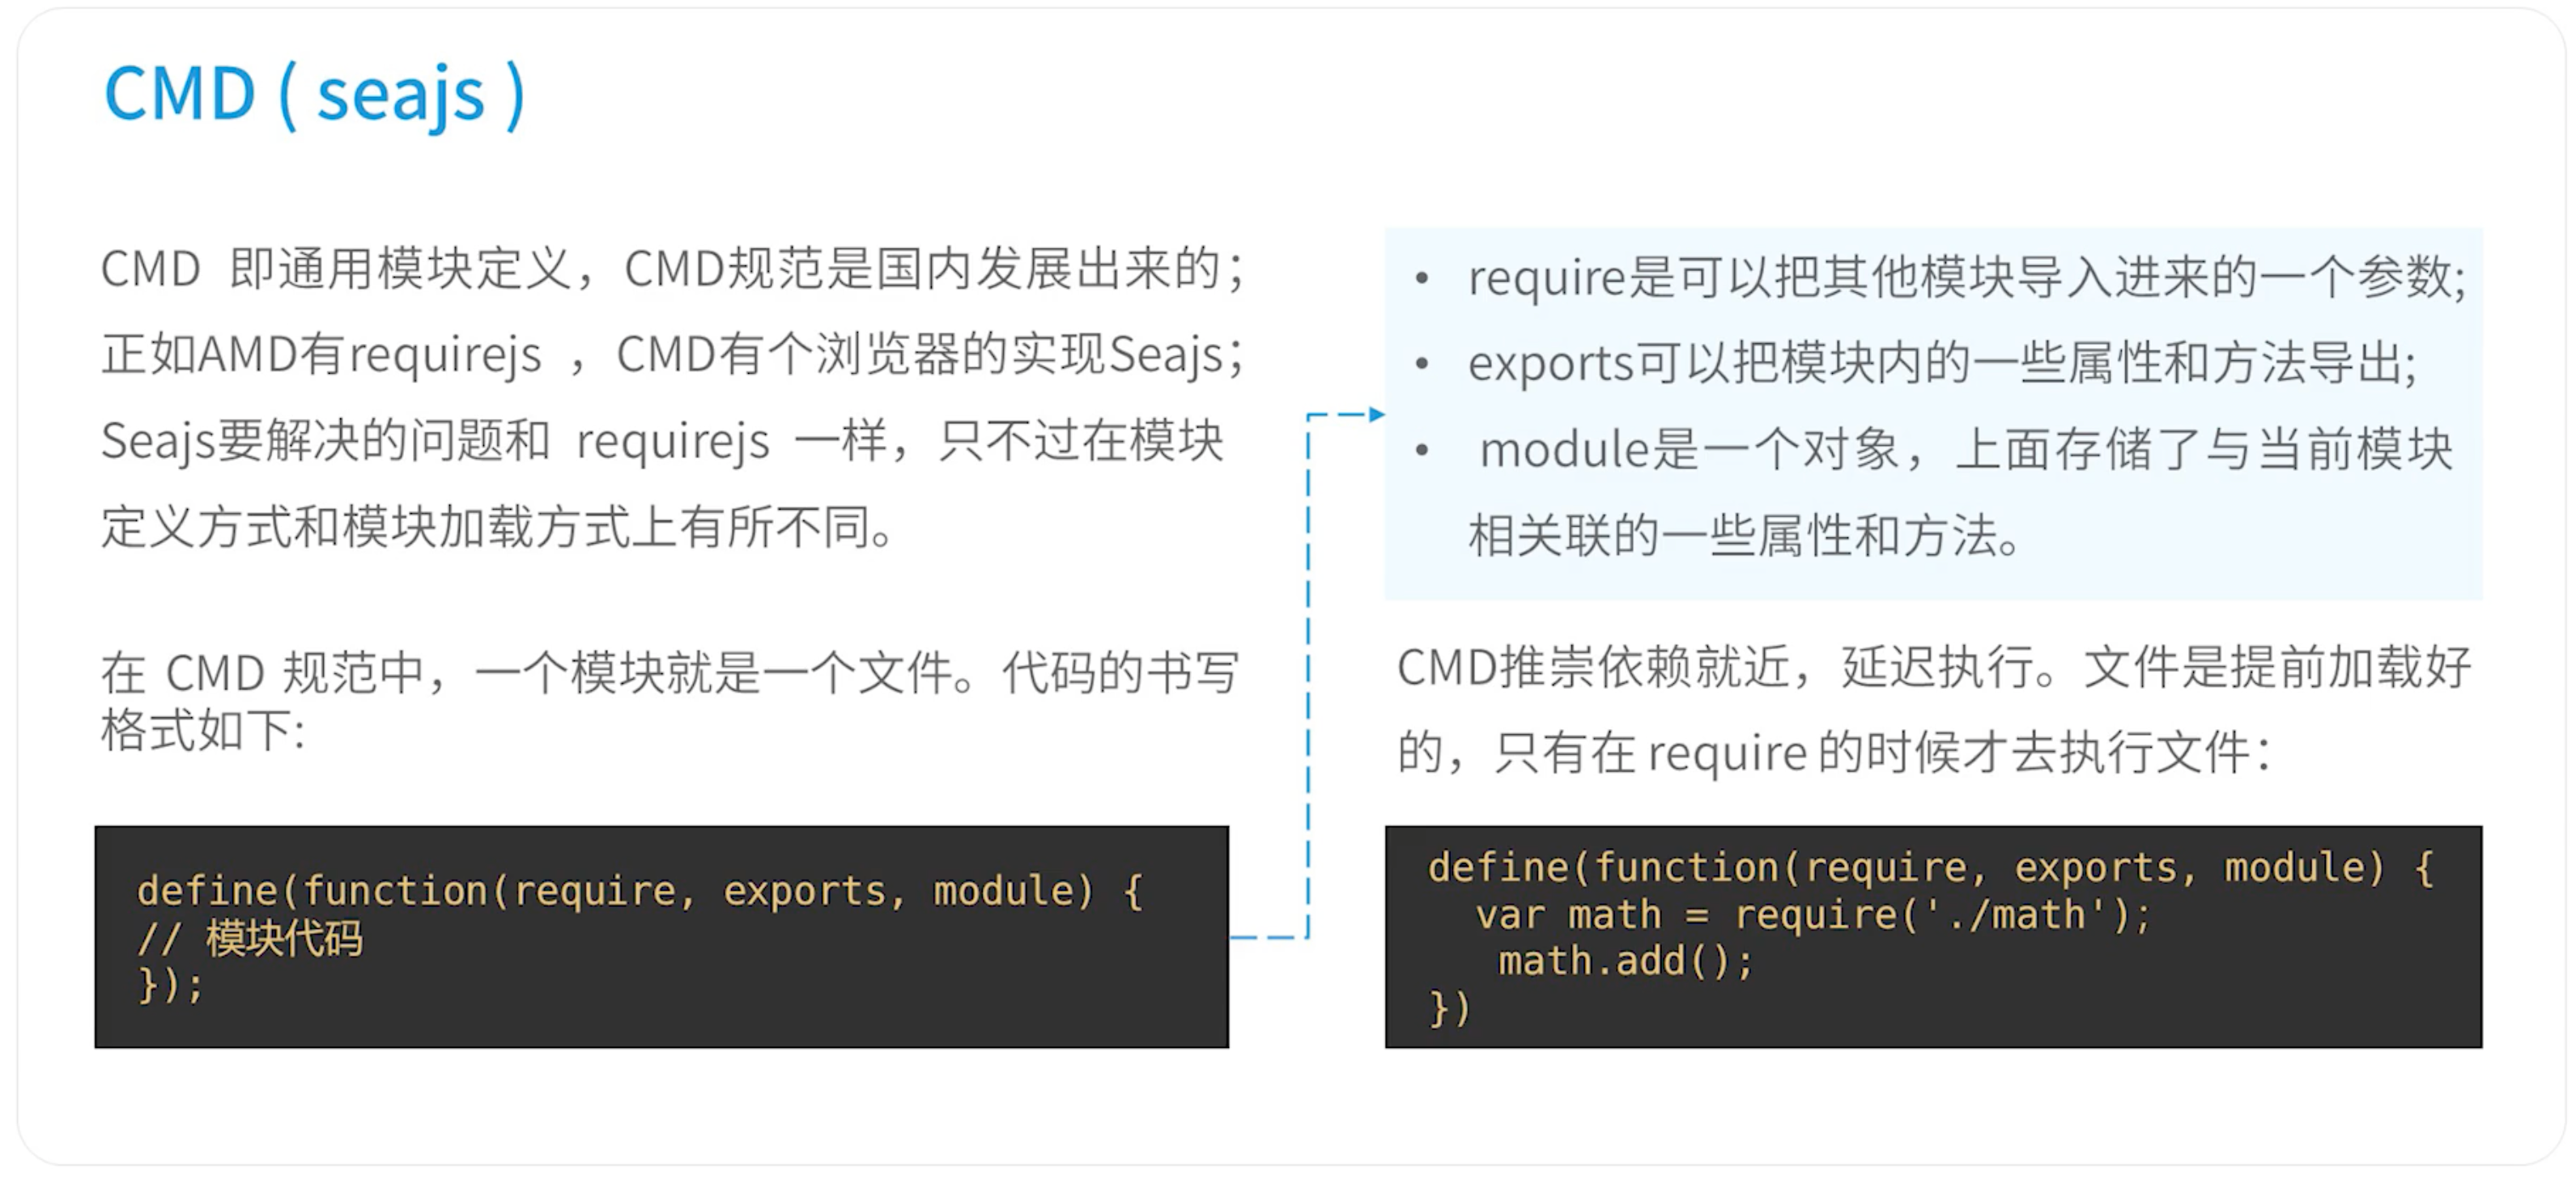 CMD ( seajs )
CMD 即通用模块定义，CMD规范是国内发展出来的；
正如AMD有requirejs ，CMD有个浏览器的实现Seajs；
Seajs要解决的问题和 requirejs 一样，只不过在模块
定义方式和模块加载方式上有所不同。
在 CMD 规范中，一个模块就是一个文件。代码的书写
格式如下:
define(function(require, exports, module) {
// 模块代码
});
• require是可以把其他模块导入进来的一个参数;
• exports可以把模块内的一些属性和方法导出;
• module是一个对象，上面存储了与当前模块
相关联的一些属性和方法。
CMD推崇依赖就近，延迟执行。文件是提前加载好
的，只有在 require 的时候才去执行文件：
define(function(require, exports, module) {
  var math = require('./math');
   math.add();
})